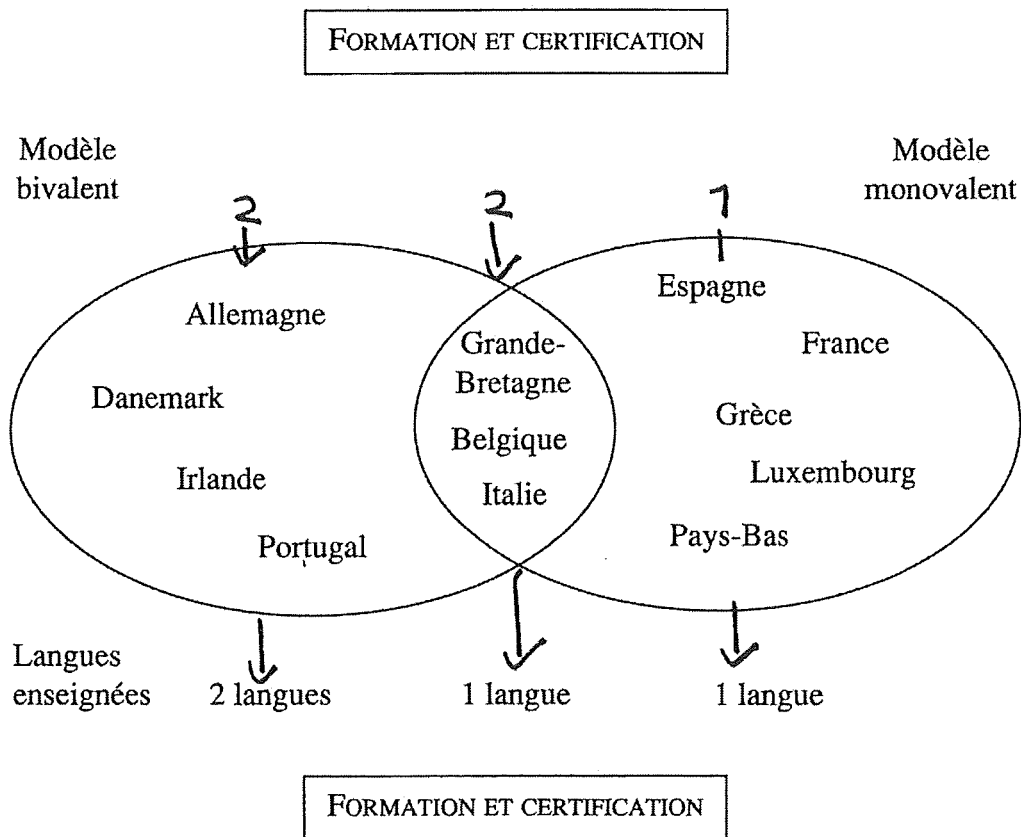 FORMATION ET CERTIFICATION
Modèle
bivalent
Modèle
monovalent
2
2
1
Allemagne
Danemark
Irlande
Portugal
Grande-
Bretagne
Belgique
Italie
Espagne
France
Grèce
Luxembourg
Pays-Bas
Langues
enseignées
2 langues
1 langue
1 langue
FORMATION ET CERTIFICATION